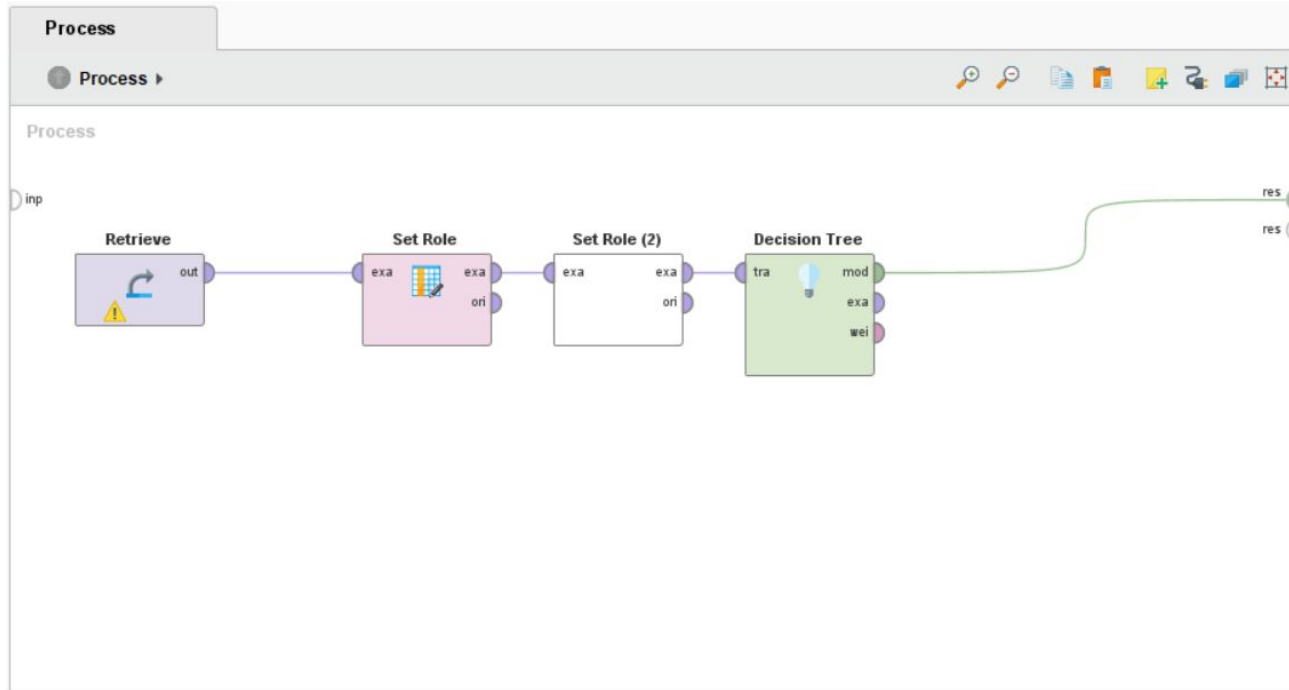 Process
Process
Process
inp
res
res
Retrieve
Set Role
Set Role (2)
Decision Tree
out
exa
exa
ori
exa
exa
ori
tra
mod
exa
wei